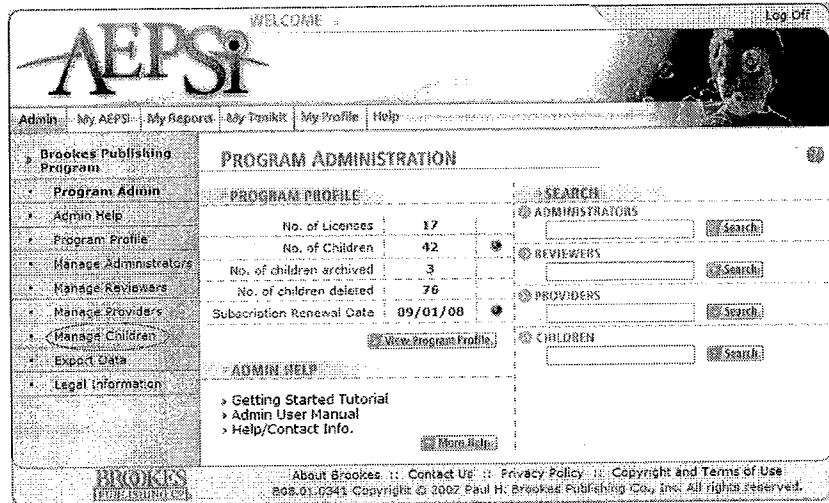 WELCOME
Log Off
AEPSi
Admin My AEPSi My Reports My Toolkit My Profile Help
Brookes Publishing Program
Program Admin
Admin Help
Program Profile
Manage Administrators
Manage Reviewers
Manage Providers
Manage Children
Export Data
Legal Information
PROGRAM ADMINISTRATION
PROGRAM PROFILE
No. of Licenses 17
No. of Children 42
No. of children archived 3
No. of children deleted 76
Subscription Renewal Date 09/01/08
View Program Profile
ADMIN HELP
› Getting Started Tutorial
› Admin User Manual
› Help/Contact Info.
More Help
SEARCH
ADMINISTRATORS
Search
REVIEWERS
Search
PROVIDERS
Search
CHILDREN
Search
BROOKES
PUBLISHING CO
About Brookes :: Contact Us :: Privacy Policy :: Copyright and Terms of Use
808.01.0341 Copyright © 2007 Paul H. Brookes Publishing Co., Inc. All rights reserved.